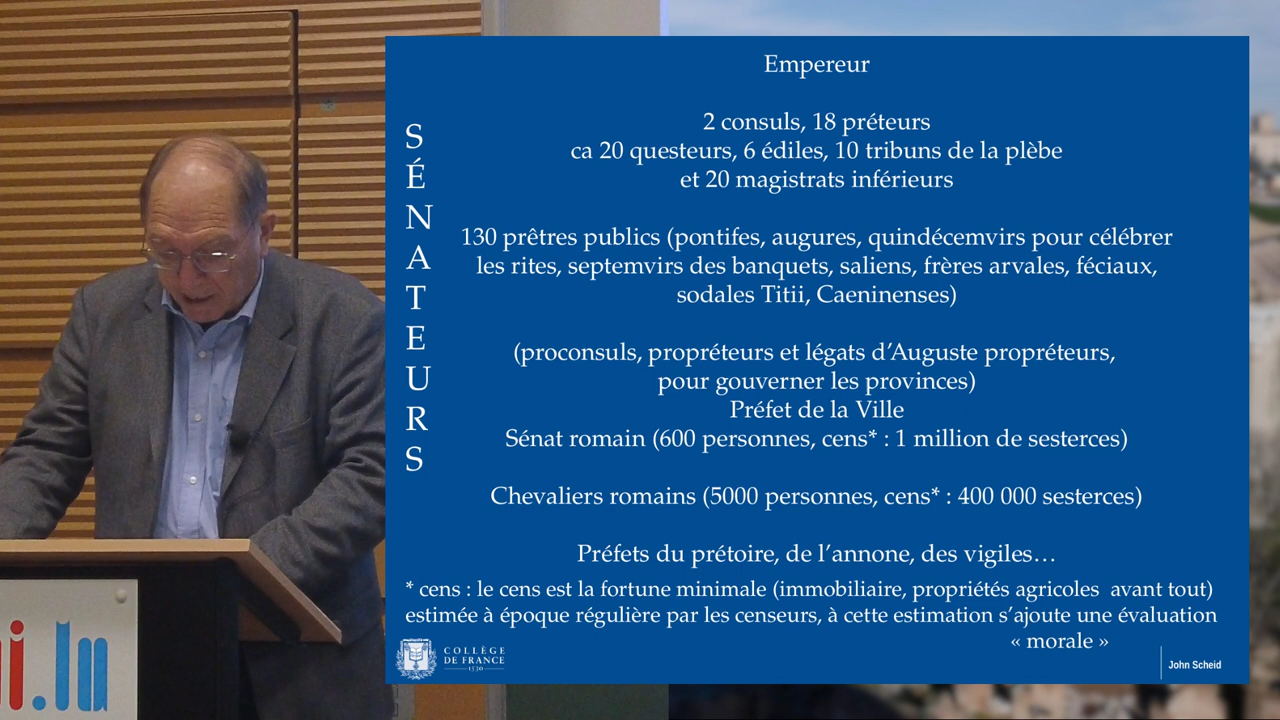 Empereur
2 consuls, 18 préteurs
ca 20 questeurs, 6 édiles, 10 tribuns de la plèbe
et 20 magistrats inférieurs
SÉNATEURS
130 prêtres publics (pontifes, augures, quindécemvirs pour célébrer
les rites, septemvirs des banquets, saliens, frères arvales, féciaux,
sodales Titii, Caeninenses)
(proconsuls, propréteurs et légats d’Auguste propréteurs,
pour gouverner les provinces)
Préfet de la Ville
Sénat romain (600 personnes, cens* : 1 million de sesterces)
Chevaliers romains (5000 personnes, cens* : 400 000 sesterces)
Préfets du prétoire, de l’annone, des vigiles…
* cens : le cens est la fortune minimale (immobiliaire, propriétés agricoles avant tout)
estimée à époque régulière par les censeurs, à cette estimation s’ajoute une évaluation
« morale »
COLLÈGE
DE FRANCE
1530
John Scheid
i.lu